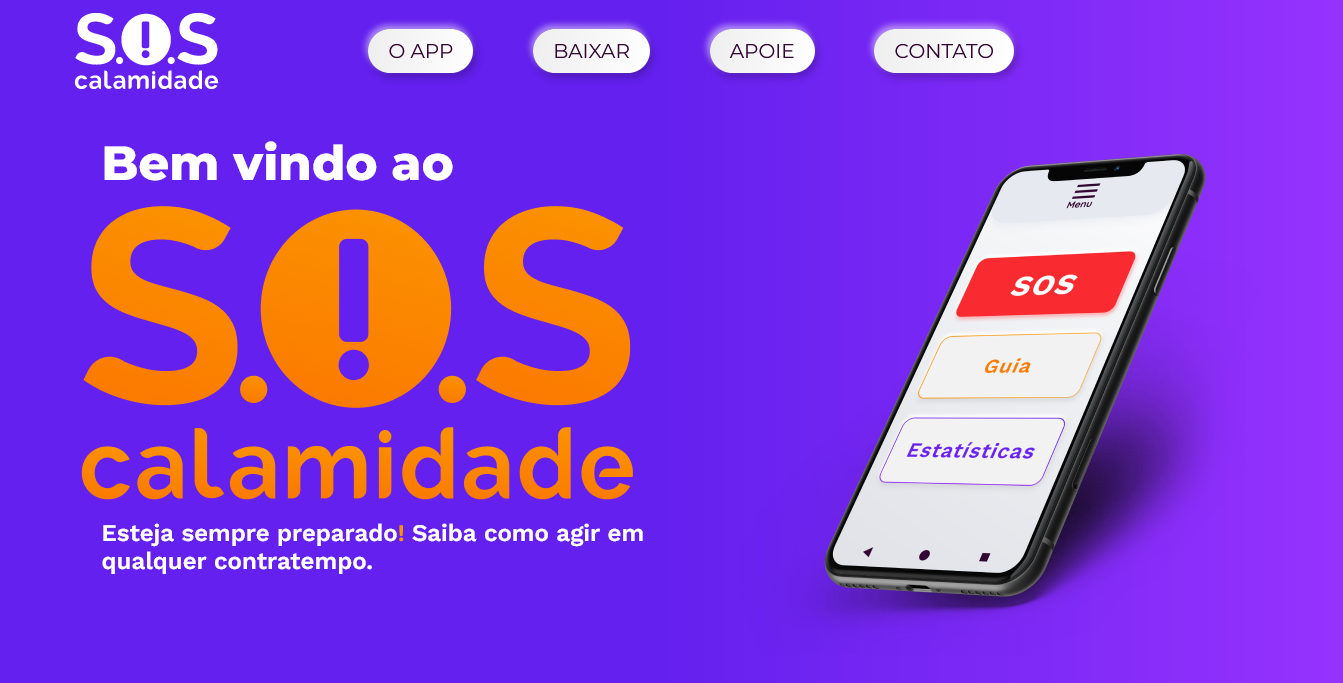 S.O.S
calamidade
O APP
BAIXAR
APOIE
CONTATO
Bem vindo ao
S.O.S
calamidade
Esteja sempre preparado! Saiba como agir em
qualquer contratempo.
Menu
SOS
Guia
Estatísticas